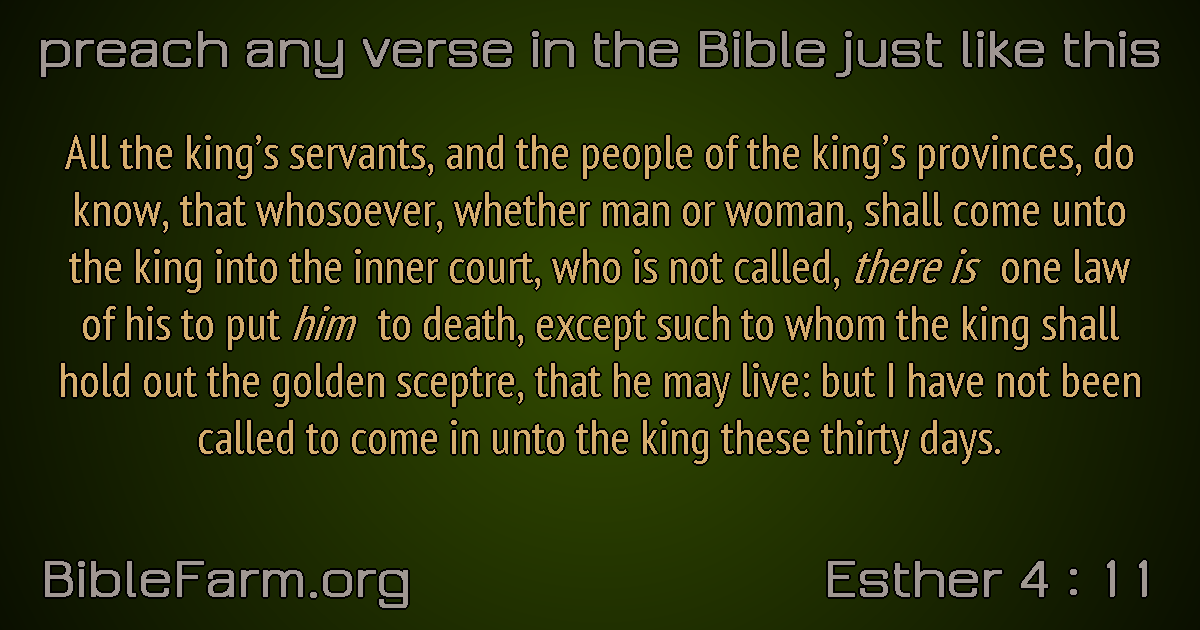 preach any verse in the Bible just like this
All the king’s servants, and the people of the king’s provinces, do
know, that whosoever, whether man or woman, shall come unto
the king into the inner court, who is not called, there is one law
of his to put him to death, except such to whom the king shall
hold out the golden sceptre, that he may live: but I have not been
called to come in unto the king these thirty days.
BibleFarm.org
Esther 4 : 11